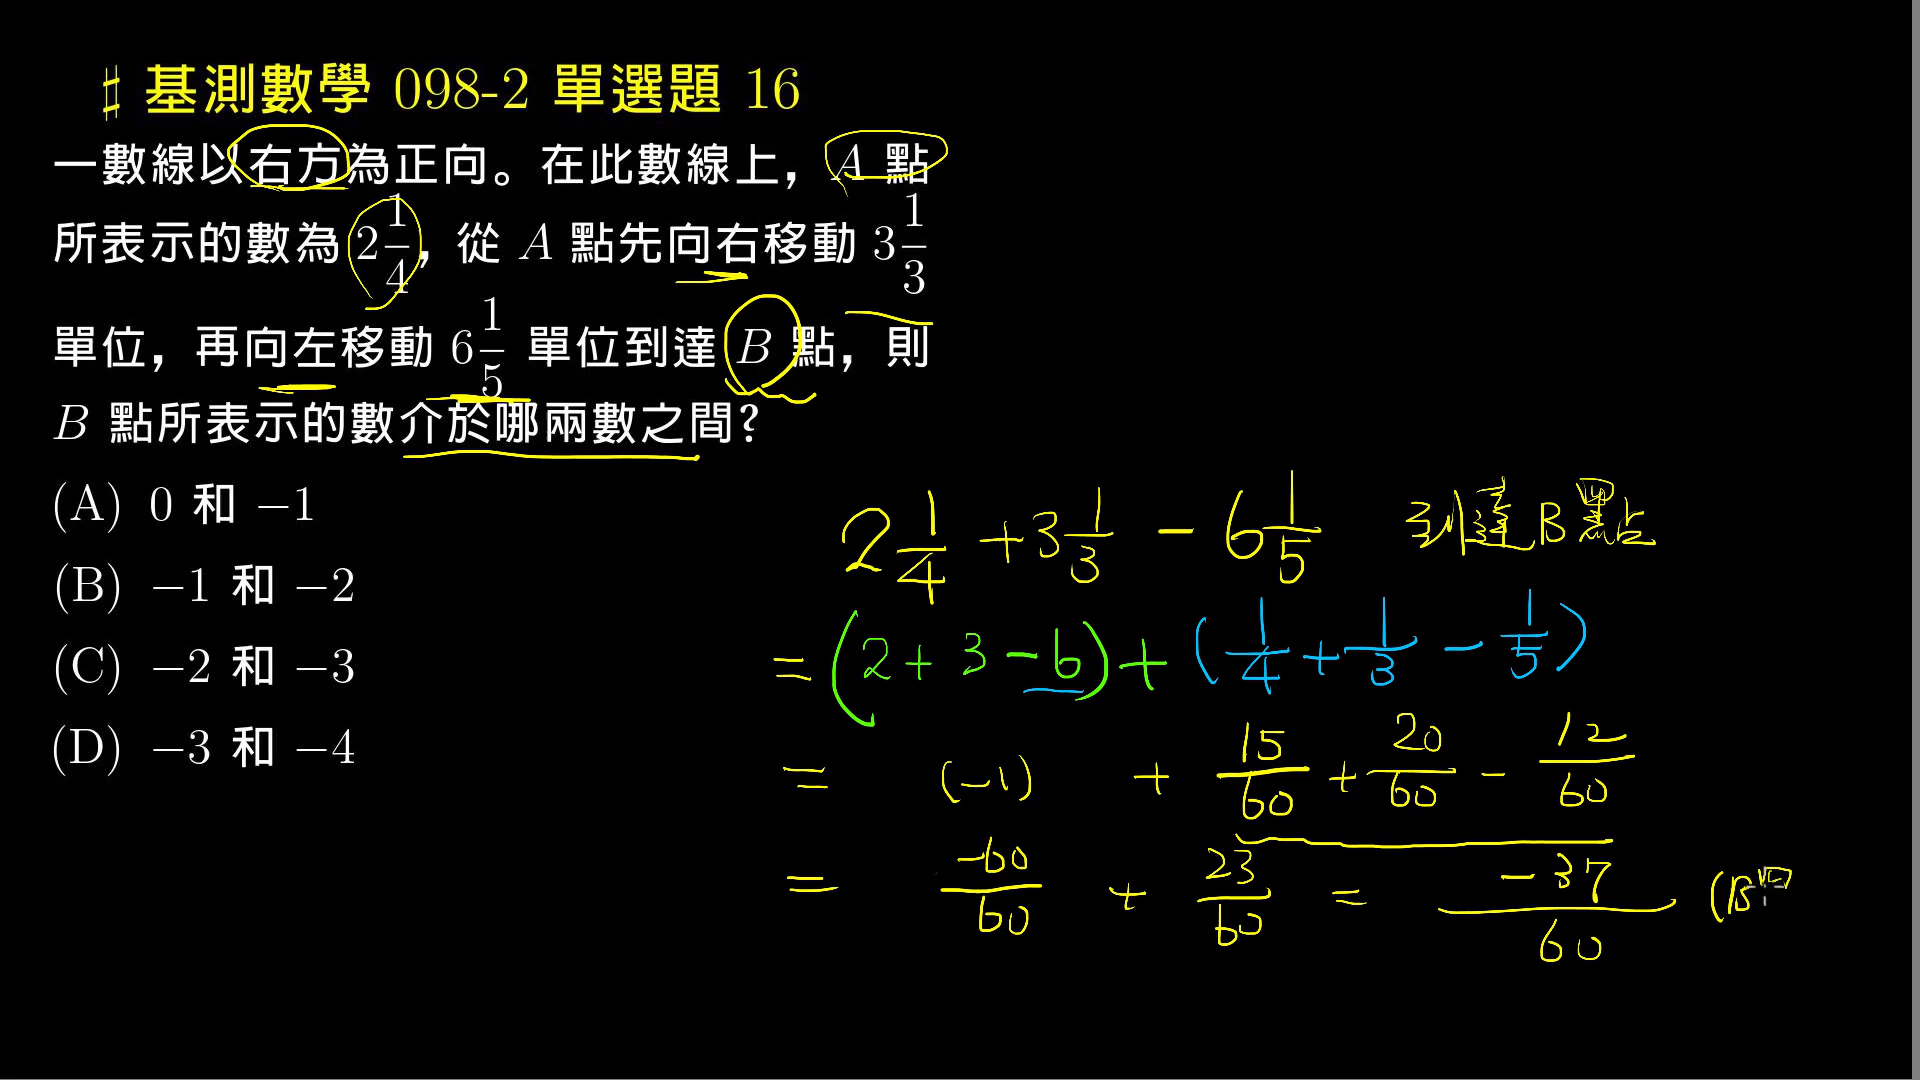 ♯ 基測數學 098-2 單選題 16
一數線以右方為正向。在此數線上，A 點
所表示的數為 2 1/4，從 A 點先向右移動 3 1/3
單位，再向左移動 6 1/5 單位到達 B 點，則
B 點所表示的數介於哪兩數之間？
(A) 0 和 −1
(B) −1 和 −2
(C) −2 和 −3
(D) −3 和 −4
2 1/4 + 3 1/3 − 6 1/5 到達 B 點
= (2 + 3 − 6) + (1/4 + 1/3 − 1/5)
= (−1) + 15/60 + 20/60 − 12/60
= −60/60 + 23/60 = −37/60 (B